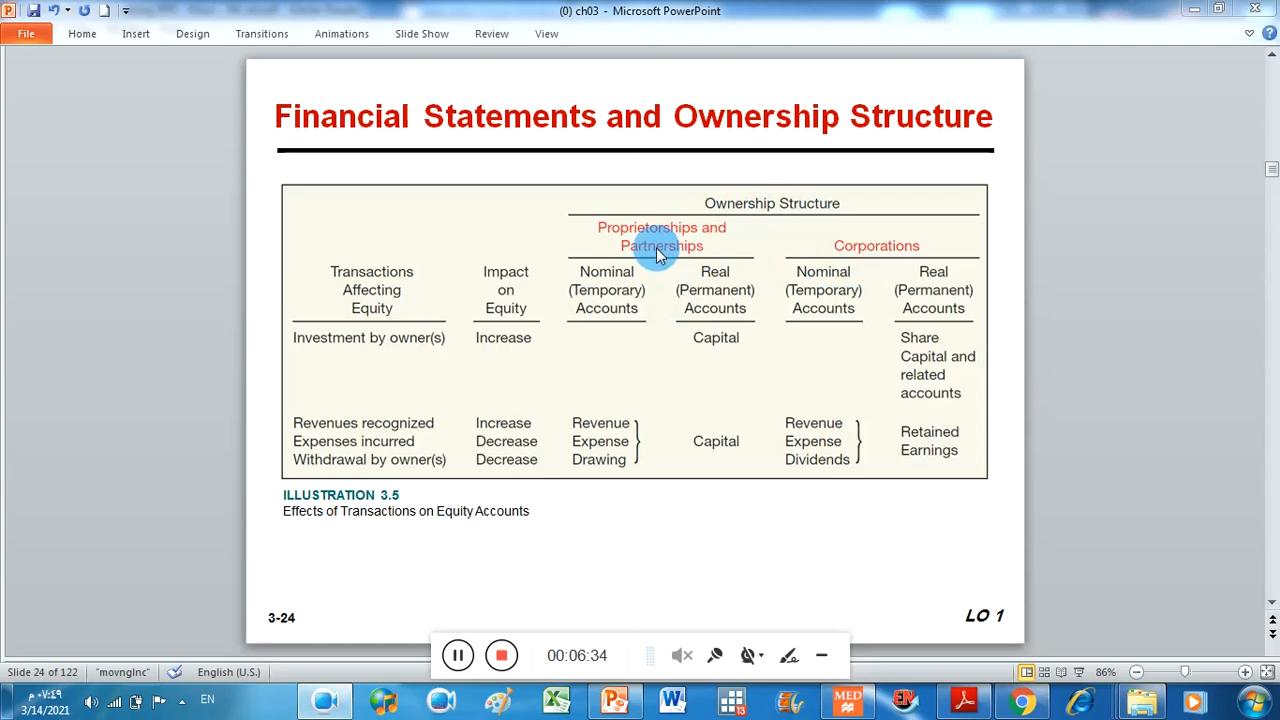 (0) ch03 - Microsoft PowerPoint
File Home Insert Design Transitions Animations Slide Show Review View
Financial Statements and Ownership Structure
Ownership Structure
Proprietorships and
Partnerships
Corporations
Transactions
Affecting
Equity
Impact
on
Equity
Nominal
(Temporary)
Accounts
Real
(Permanent)
Accounts
Nominal
(Temporary)
Accounts
Real
(Permanent)
Accounts
Investment by owner(s) Increase Capital Share
Capital and
related
accounts
Revenues recognized Increase Revenue Revenue
Expenses incurred Decrease Expense Capital Expense
Withdrawal by owner(s) Decrease Drawing Dividends
Retained
Earnings
ILLUSTRATION 3.5
Effects of Transactions on Equity Accounts
3-24
LO 1
00:06:34
Slide 24 of 122 "movngInc" English (U.S.) 86%
EN
٠٧:٤٩ م
3/14/2021
13
MED